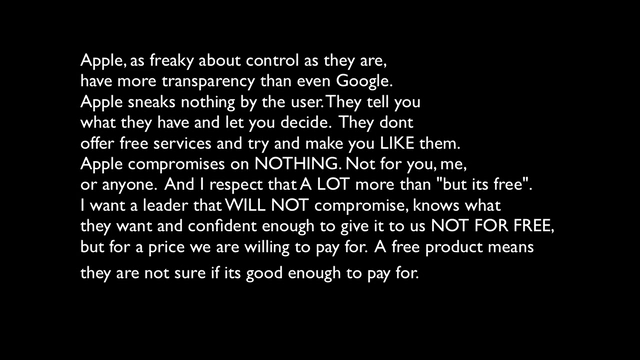 Apple, as freaky about control as they are,
have more transparency than even Google.
Apple sneaks nothing by the user. They tell you
what they have and let you decide.  They dont
offer free services and try and make you LIKE them.
Apple compromises on NOTHING. Not for you, me,
or anyone.  And I respect that A LOT more than "but its free".
I want a leader that WILL NOT compromise, knows what
they want and confident enough to give it to us NOT FOR FREE,
but for a price we are willing to pay for.  A free product means
they are not sure if its good enough to pay for.